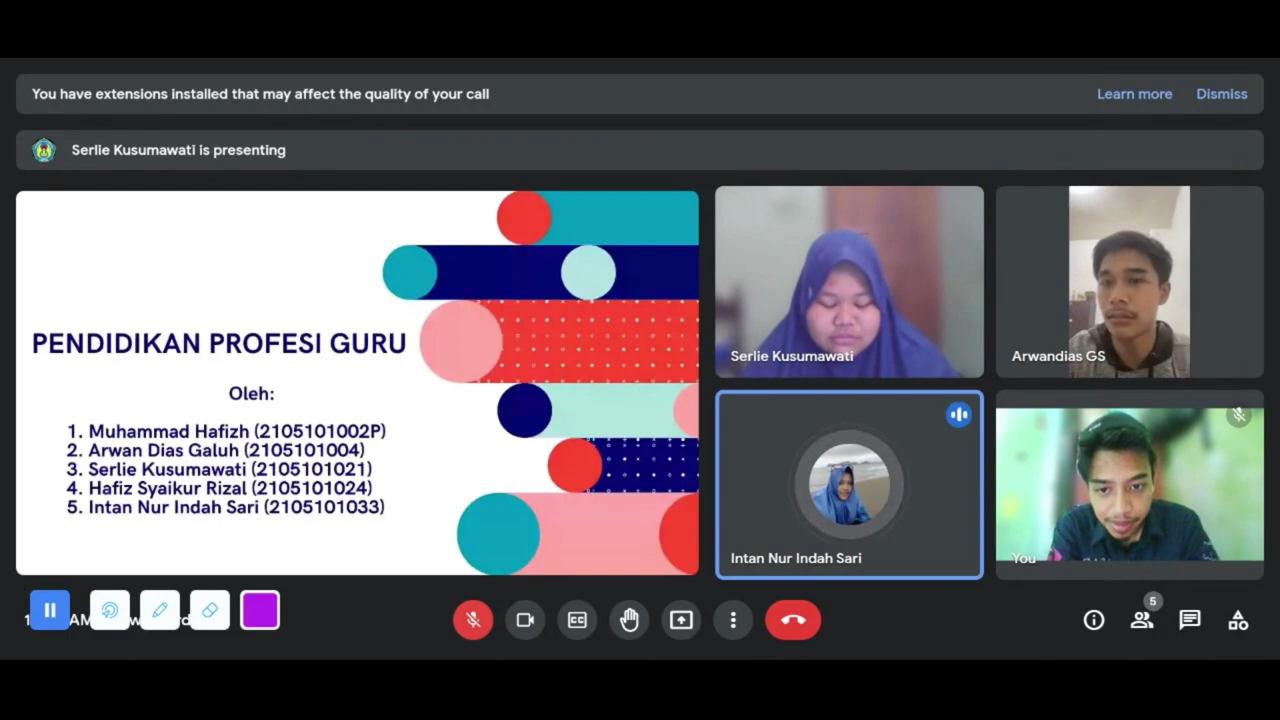 You have extensions installed that may affect the quality of your call
Learn more
Dismiss
Serlie Kusumawati is presenting
PENDIDIKAN PROFESI GURU
Oleh:
1. Muhammad Hafizh (2105101002P)
2. Arwan Dias Galuh (2105101004)
3. Serlie Kusumawati (2105101021)
4. Hafiz Syaikur Rizal (2105101024)
5. Intan Nur Indah Sari (2105101033)
Serlie Kusumawati
Arwandias GS
Intan Nur Indah Sari
You
AM
CC
5